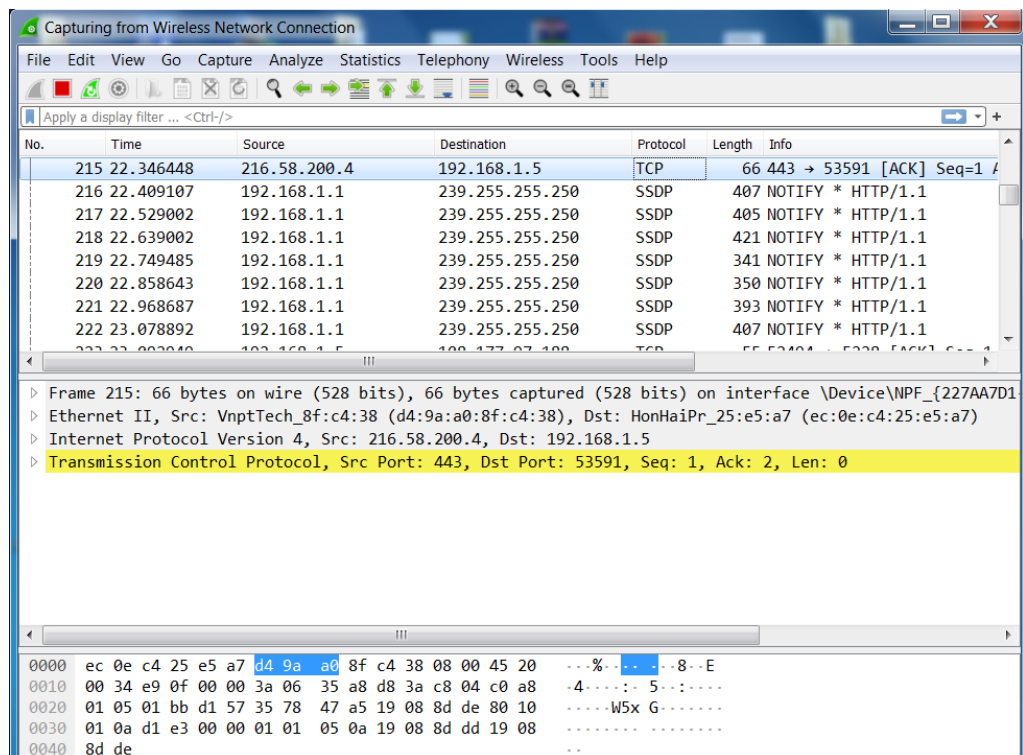 Capturing from Wireless Network Connection
File Edit View Go Capture Analyze Statistics Telephony Wireless Tools Help
Apply a display filter ... <Ctrl-/>
No. Time Source Destination Protocol Length Info
215 22.346448 216.58.200.4 192.168.1.5 TCP 66 443 → 53591 [ACK] Seq=1 A
216 22.409107 192.168.1.1 239.255.255.250 SSDP 407 NOTIFY * HTTP/1.1
217 22.529002 192.168.1.1 239.255.255.250 SSDP 405 NOTIFY * HTTP/1.1
218 22.639002 192.168.1.1 239.255.255.250 SSDP 421 NOTIFY * HTTP/1.1
219 22.749485 192.168.1.1 239.255.255.250 SSDP 341 NOTIFY * HTTP/1.1
220 22.858643 192.168.1.1 239.255.255.250 SSDP 350 NOTIFY * HTTP/1.1
221 22.968687 192.168.1.1 239.255.255.250 SSDP 393 NOTIFY * HTTP/1.1
222 23.078892 192.168.1.1 239.255.255.250 SSDP 407 NOTIFY * HTTP/1.1
Frame 215: 66 bytes on wire (528 bits), 66 bytes captured (528 bits) on interface \Device\NPF_{227AA7D1-
Ethernet II, Src: VnptTech_8f:c4:38 (d4:9a:a0:8f:c4:38), Dst: HonHaiPr_25:e5:a7 (ec:0e:c4:25:e5:a7)
Internet Protocol Version 4, Src: 216.58.200.4, Dst: 192.168.1.5
Transmission Control Protocol, Src Port: 443, Dst Port: 53591, Seq: 1, Ack: 2, Len: 0
0000 ec 0e c4 25 e5 a7 d4 9a a0 8f c4 38 08 00 45 20 ···%·· ·· · ··8··E
0010 00 34 e9 0f 00 00 3a 06 35 a8 d8 3a c8 04 c0 a8 ·4····:· 5··:····
0020 01 05 01 bb d1 57 35 78 47 a5 19 08 8d de 80 10 ·····W5x G·······
0030 01 0a d1 e3 00 00 01 01 05 0a 19 08 8d dd 19 08 ········ ········
0040 8d de ··